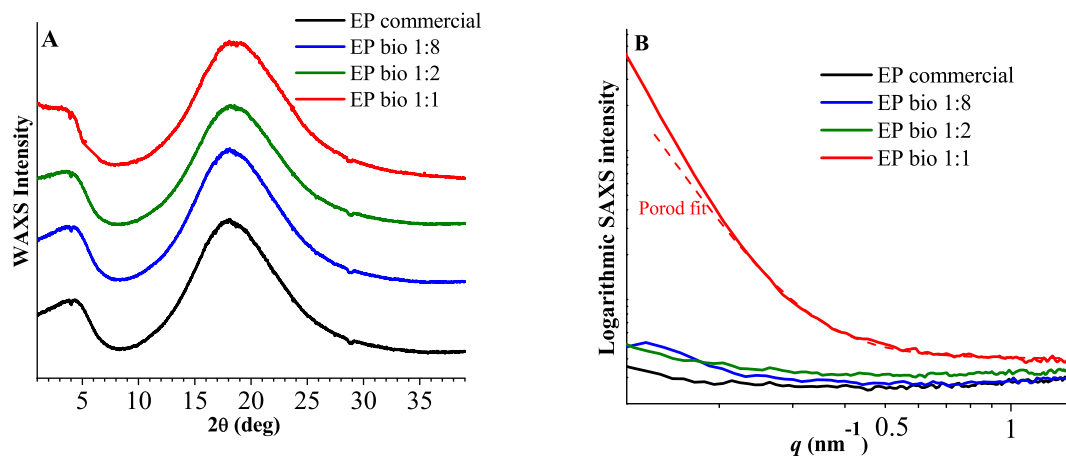 A
EP commercial
EP bio 1:8
EP bio 1:2
EP bio 1:1
WAXS Intensity
5 10 15 20 25 30 35
2θ (deg)
B
EP commercial
EP bio 1:8
EP bio 1:2
EP bio 1:1
Porod fit
Logarithmic SAXS intensity
0.5 1
q (nm-1